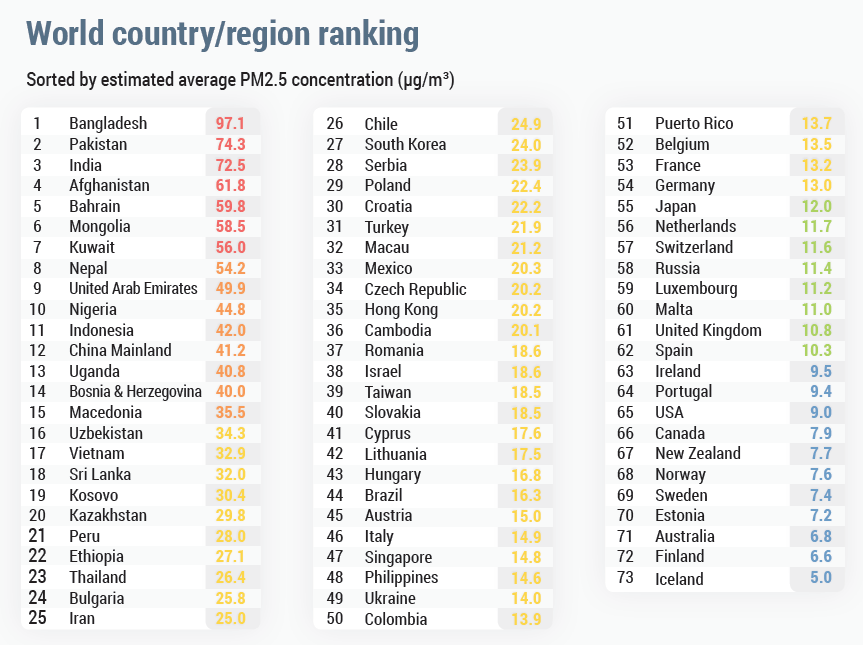 World country/region ranking
Sorted by estimated average PM2.5 concentration (µg/m³)
1 Bangladesh 97.1
2 Pakistan 74.3
3 India 72.5
4 Afghanistan 61.8
5 Bahrain 59.8
6 Mongolia 58.5
7 Kuwait 56.0
8 Nepal 54.2
9 United Arab Emirates 49.9
10 Nigeria 44.8
11 Indonesia 42.0
12 China Mainland 41.2
13 Uganda 40.8
14 Bosnia & Herzegovina 40.0
15 Macedonia 35.5
16 Uzbekistan 34.3
17 Vietnam 32.9
18 Sri Lanka 32.0
19 Kosovo 30.4
20 Kazakhstan 29.8
21 Peru 28.0
22 Ethiopia 27.1
23 Thailand 26.4
24 Bulgaria 25.8
25 Iran 25.0
26 Chile 24.9
27 South Korea 24.0
28 Serbia 23.9
29 Poland 22.4
30 Croatia 22.2
31 Turkey 21.9
32 Macau 21.2
33 Mexico 20.3
34 Czech Republic 20.2
35 Hong Kong 20.2
36 Cambodia 20.1
37 Romania 18.6
38 Israel 18.6
39 Taiwan 18.5
40 Slovakia 18.5
41 Cyprus 17.6
42 Lithuania 17.5
43 Hungary 16.8
44 Brazil 16.3
45 Austria 15.0
46 Italy 14.9
47 Singapore 14.8
48 Philippines 14.6
49 Ukraine 14.0
50 Colombia 13.9
51 Puerto Rico 13.7
52 Belgium 13.5
53 France 13.2
54 Germany 13.0
55 Japan 12.0
56 Netherlands 11.7
57 Switzerland 11.6
58 Russia 11.4
59 Luxembourg 11.2
60 Malta 11.0
61 United Kingdom 10.8
62 Spain 10.3
63 Ireland 9.5
64 Portugal 9.4
65 USA 9.0
66 Canada 7.9
67 New Zealand 7.7
68 Norway 7.6
69 Sweden 7.4
70 Estonia 7.2
71 Australia 6.8
72 Finland 6.6
73 Iceland 5.0